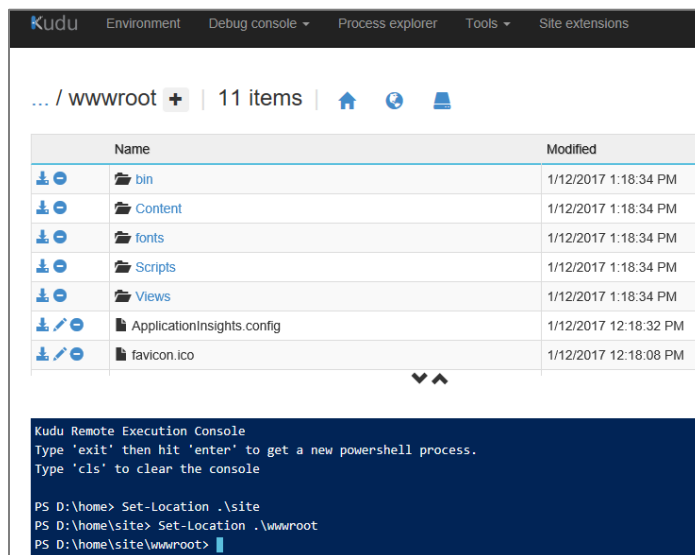 Kudu Environment Debug console Process explorer Tools Site extensions
... / wwwroot + | 11 items |
Name Modified
bin 1/12/2017 1:18:34 PM
Content 1/12/2017 1:18:34 PM
fonts 1/12/2017 1:18:34 PM
Scripts 1/12/2017 1:18:34 PM
Views 1/12/2017 1:18:34 PM
ApplicationInsights.config 1/12/2017 12:18:32 PM
favicon.ico 1/12/2017 12:18:08 PM
Kudu Remote Execution Console
Type 'exit' then hit 'enter' to get a new powershell process.
Type 'cls' to clear the console
PS D:\home> Set-Location .\site
PS D:\home\site> Set-Location .\wwwroot
PS D:\home\site\wwwroot>